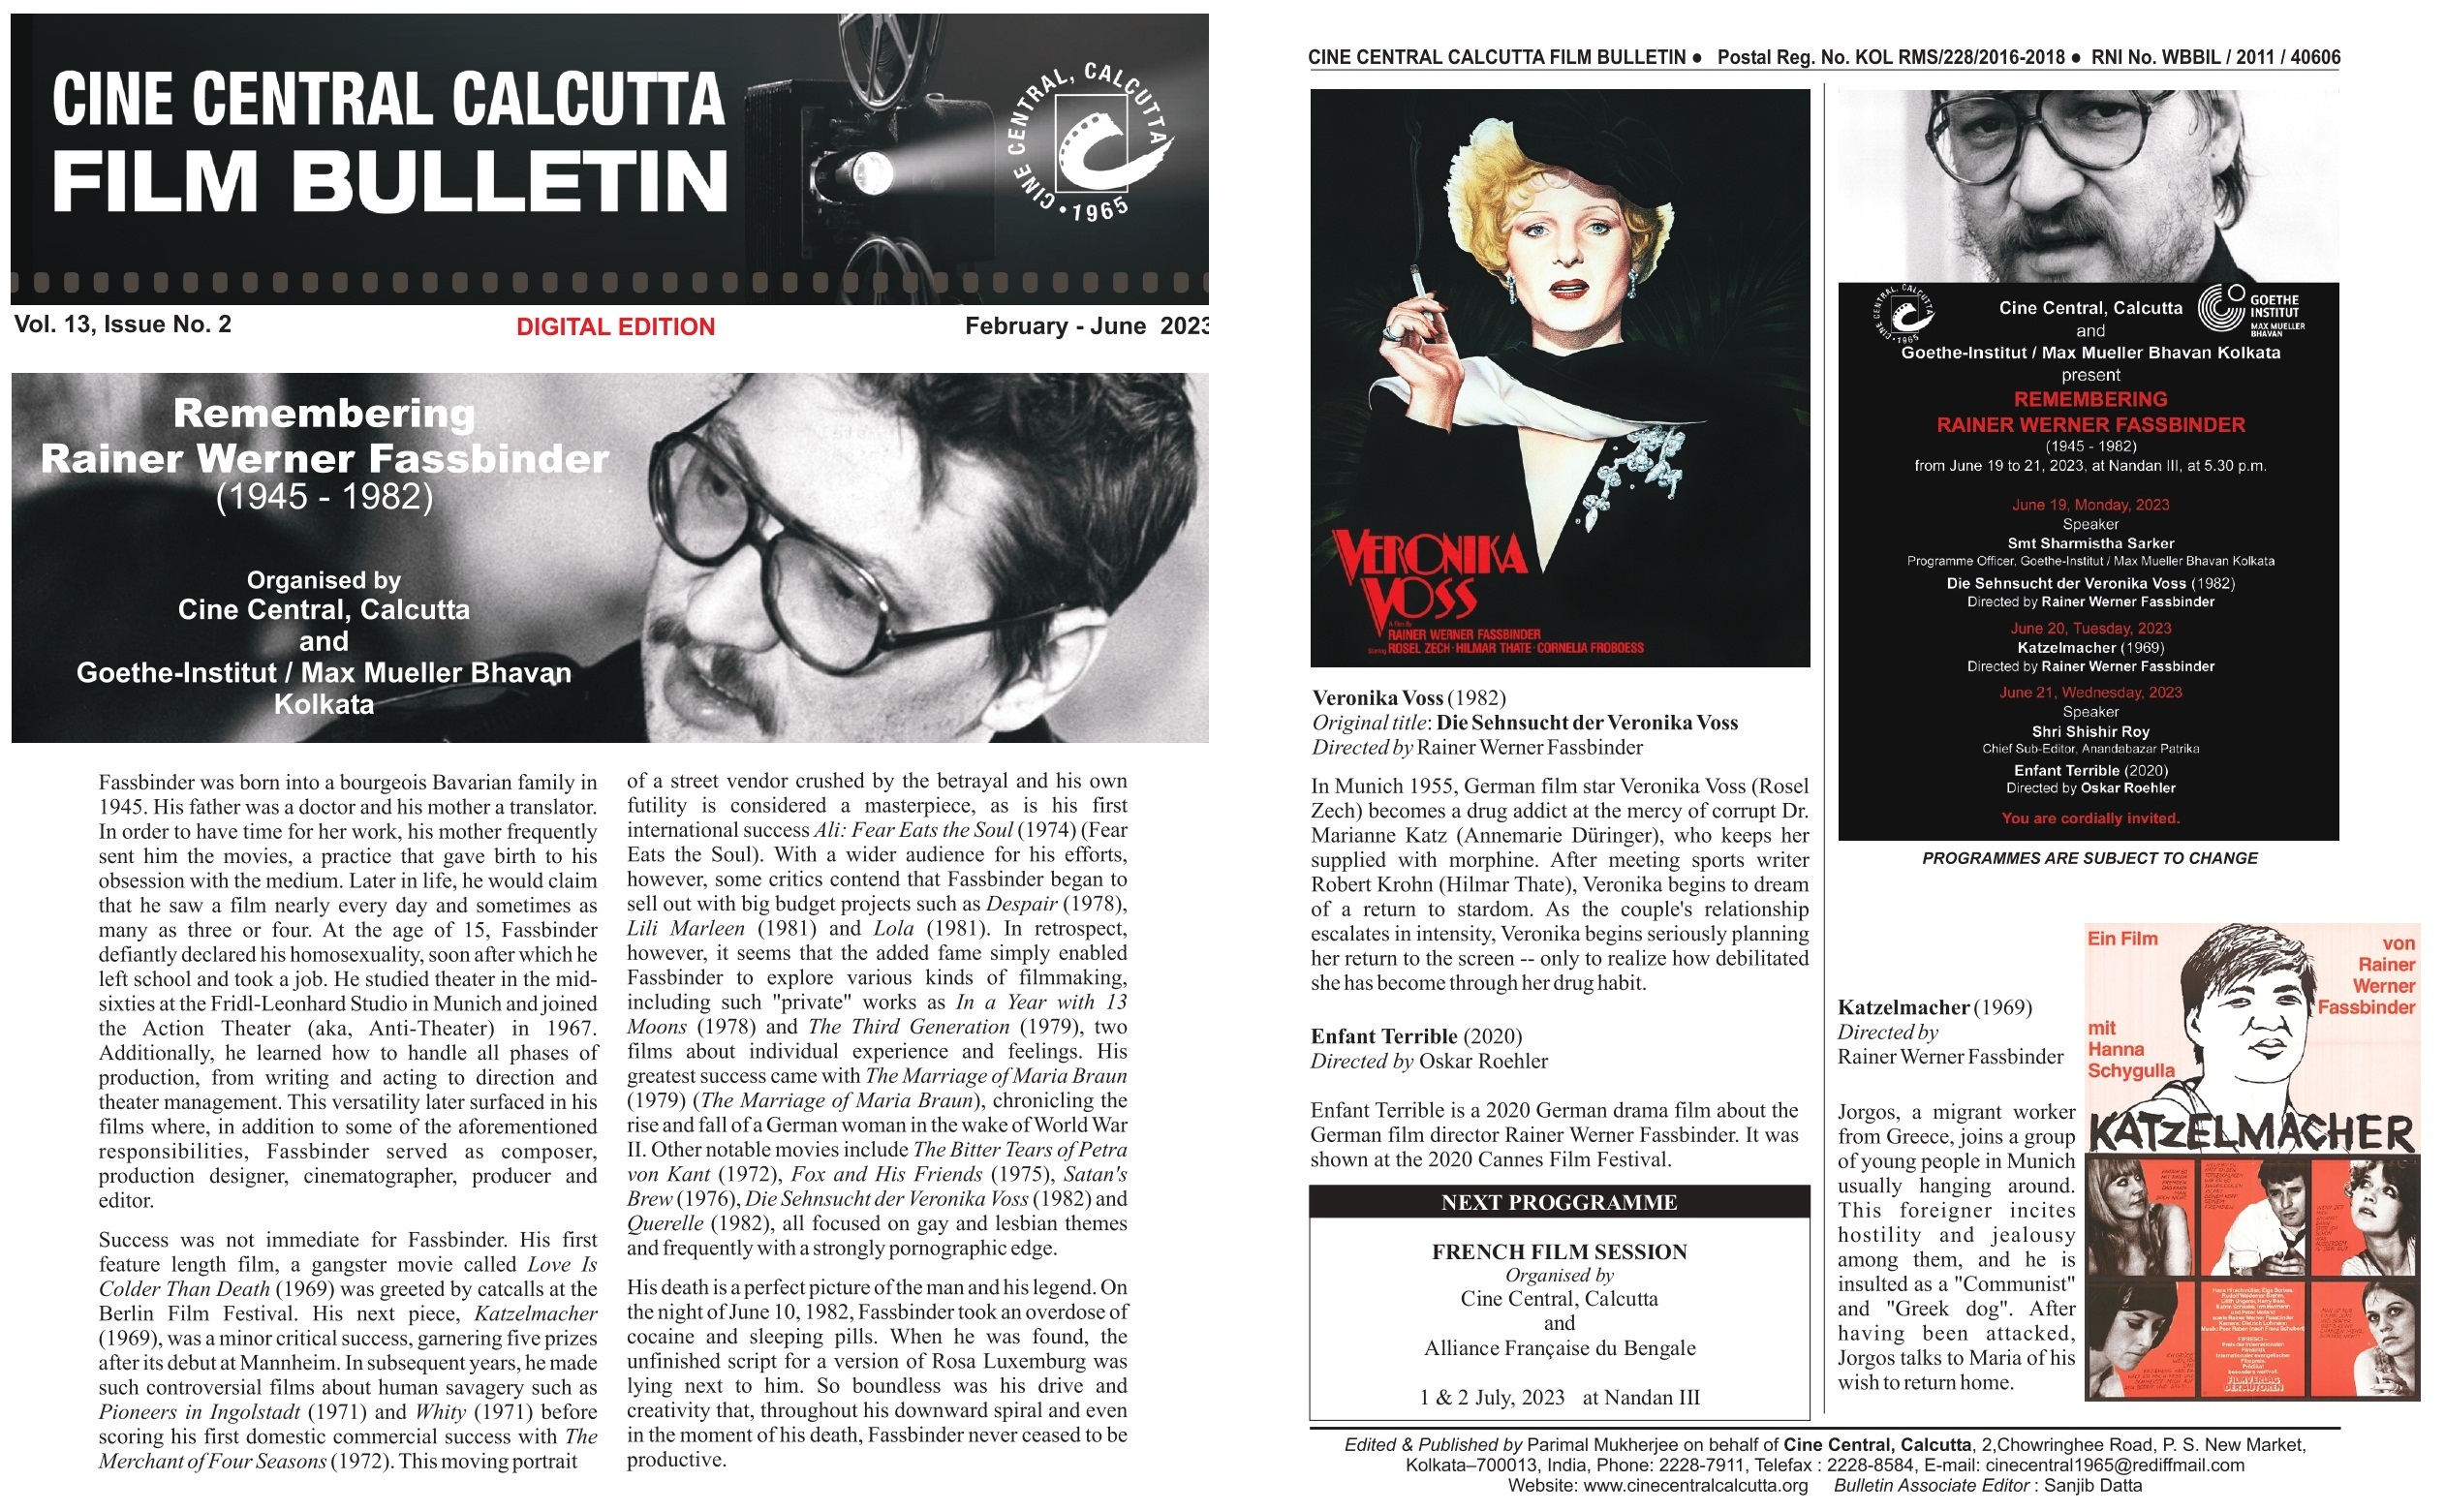 CINE CENTRAL CALCUTTA
FILM BULLETIN
CINE CENTRAL, CALCUTTA • 1965
Vol. 13, Issue No. 2
DIGITAL EDITION
February - June 2023
Remembering
Rainer Werner Fassbinder
(1945 - 1982)
Organised by
Cine Central, Calcutta
and
Goethe-Institut / Max Mueller Bhavan
Kolkata
Fassbinder was born into a bourgeois Bavarian family in
1945. His father was a doctor and his mother a translator.
In order to have time for her work, his mother frequently
sent him the movies, a practice that gave birth to his
obsession with the medium. Later in life, he would claim
that he saw a film nearly every day and sometimes as
many as three or four. At the age of 15, Fassbinder
defiantly declared his homosexuality, soon after which he
left school and took a job. He studied theater in the mid-
sixties at the Fridl-Leonhard Studio in Munich and joined
the Action Theater (aka, Anti-Theater) in 1967.
Additionally, he learned how to handle all phases of
production, from writing and acting to direction and
theater management. This versatility later surfaced in his
films where, in addition to some of the aforementioned
responsibilities, Fassbinder served as composer,
production designer, cinematographer, producer and
editor.
Success was not immediate for Fassbinder. His first
feature length film, a gangster movie called Love Is
Colder Than Death (1969) was greeted by catcalls at the
Berlin Film Festival. His next piece, Katzelmacher
(1969), was a minor critical success, garnering five prizes
after its debut at Mannheim. In subsequent years, he made
such controversial films about human savagery such as
Pioneers in Ingolstadt (1971) and Whity (1971) before
scoring his first domestic commercial success with The
Merchant of Four Seasons (1972). This moving portrait
of a street vendor crushed by the betrayal and his own
futility is considered a masterpiece, as is his first
international success Ali: Fear Eats the Soul (1974) (Fear
Eats the Soul). With a wider audience for his efforts,
however, some critics contend that Fassbinder began to
sell out with big budget projects such as Despair (1978),
Lili Marleen (1981) and Lola (1981). In retrospect,
however, it seems that the added fame simply enabled
Fassbinder to explore various kinds of filmmaking,
including such "private" works as In a Year with 13
Moons (1978) and The Third Generation (1979), two
films about individual experience and feelings. His
greatest success came with The Marriage of Maria Braun
(1979) (The Marriage of Maria Braun), chronicling the
rise and fall of a German woman in the wake of World War
II. Other notable movies include The Bitter Tears of Petra
von Kant (1972), Fox and His Friends (1975), Satan's
Brew (1976), Die Sehnsucht der Veronika Voss (1982) and
Querelle (1982), all focused on gay and lesbian themes
and frequently with a strongly pornographic edge.
His death is a perfect picture of the man and his legend. On
the night of June 10, 1982, Fassbinder took an overdose of
cocaine and sleeping pills. When he was found, the
unfinished script for a version of Rosa Luxemburg was
lying next to him. So boundless was his drive and
creativity that, throughout his downward spiral and even
in the moment of his death, Fassbinder never ceased to be
productive.
CINE CENTRAL CALCUTTA FILM BULLETIN ● Postal Reg. No. KOL RMS/228/2016-2018 ● RNI No. WBBIL / 2011 / 40606
VERONIKA
VOSS
A Film By
RAINER WERNER FASSBINDER
Starring ROSEL ZECH · HILMAR THATE · CORNELIA FROBOESS
Veronika Voss (1982)
Original title: Die Sehnsucht der Veronika Voss
Directed by Rainer Werner Fassbinder
In Munich 1955, German film star Veronika Voss (Rosel
Zech) becomes a drug addict at the mercy of corrupt Dr.
Marianne Katz (Annemarie Düringer), who keeps her
supplied with morphine. After meeting sports writer
Robert Krohn (Hilmar Thate), Veronika begins to dream
of a return to stardom. As the couple's relationship
escalates in intensity, Veronika begins seriously planning
her return to the screen -- only to realize how debilitated
she has become through her drug habit.
Enfant Terrible (2020)
Directed by Oskar Roehler
Enfant Terrible is a 2020 German drama film about the
German film director Rainer Werner Fassbinder. It was
shown at the 2020 Cannes Film Festival.
NEXT PROGGRAMME
FRENCH FILM SESSION
Organised by
Cine Central, Calcutta
and
Alliance Française du Bengale
1 & 2 July, 2023 at Nandan III
CINE CENTRAL, CALCUTTA • 1965
GOETHE
INSTITUT
MAX MUELLER
BHAVAN
Cine Central, Calcutta
and
Goethe-Institut / Max Mueller Bhavan Kolkata
present
REMEMBERING
RAINER WERNER FASSBINDER
(1945 - 1982)
from June 19 to 21, 2023, at Nandan III, at 5.30 p.m.
June 19, Monday, 2023
Speaker
Smt Sharmistha Sarker
Programme Officer, Goethe-Institut / Max Mueller Bhavan Kolkata
Die Sehnsucht der Veronika Voss (1982)
Directed by Rainer Werner Fassbinder
June 20, Tuesday, 2023
Katzelmacher (1969)
Directed by Rainer Werner Fassbinder
June 21, Wednesday, 2023
Speaker
Shri Shishir Roy
Chief Sub-Editor, Anandabazar Patrika
Enfant Terrible (2020)
Directed by Oskar Roehler
You are cordially invited.
PROGRAMMES ARE SUBJECT TO CHANGE
Katzelmacher (1969)
Directed by
Rainer Werner Fassbinder
Jorgos, a migrant worker
from Greece, joins a group
of young people in Munich
usually hanging around.
This foreigner incites
hostility and jealousy
among them, and he is
insulted as a "Communist"
and "Greek dog". After
having been attacked,
Jorgos talks to Maria of his
wish to return home.
Ein Film
von
Rainer
Werner
Fassbinder
mit
Hanna
Schygulla
KATZELMACHER
FILMVERLAG
DER AUTOREN
Edited & Published by Parimal Mukherjee on behalf of Cine Central, Calcutta, 2,Chowringhee Road, P. S. New Market,
Kolkata–700013, India, Phone: 2228-7911, Telefax : 2228-8584, E-mail: cinecentral1965@rediffmail.com
Website: www.cinecentralcalcutta.org Bulletin Associate Editor : Sanjib Datta